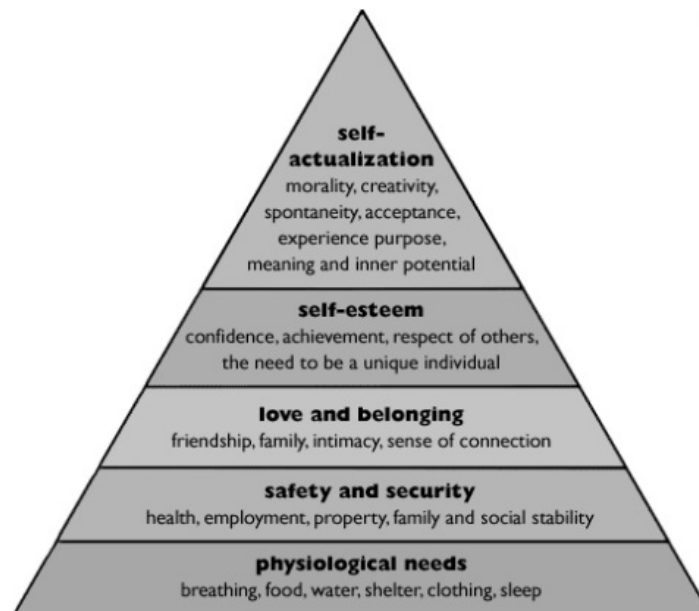 self-
actualization
morality, creativity,
spontaneity, acceptance,
experience purpose,
meaning and inner potential
self-esteem
confidence, achievement, respect of others,
the need to be a unique individual
love and belonging
friendship, family, intimacy, sense of connection
safety and security
health, employment, property, family and social stability
physiological needs
breathing, food, water, shelter, clothing, sleep